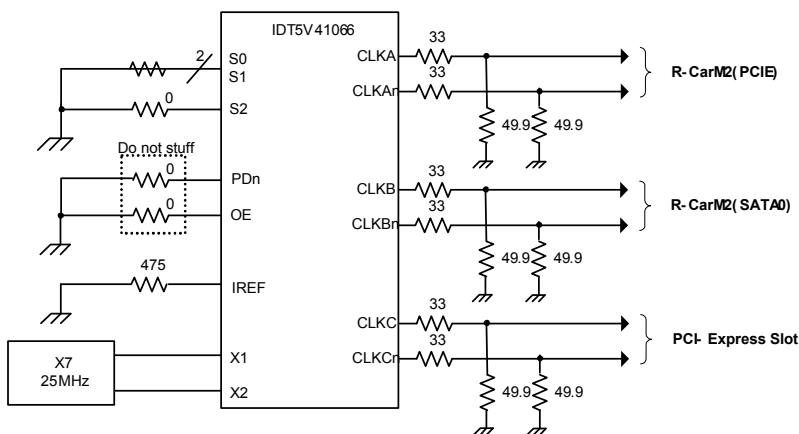 IDT5V41066
2
S0
S1
0
S2
Do not stuff
0
PDn
0
OE
475
IREF
X7
25MHz
X1
X2
CLKA
33
CLKAn
33
49.9
49.9
R-CarM2(PCIE)
CLKB
33
CLKBn
33
49.9
49.9
R-CarM2(SATA0)
CLKC
33
CLKCn
33
49.9
49.9
PCI-Express Slot